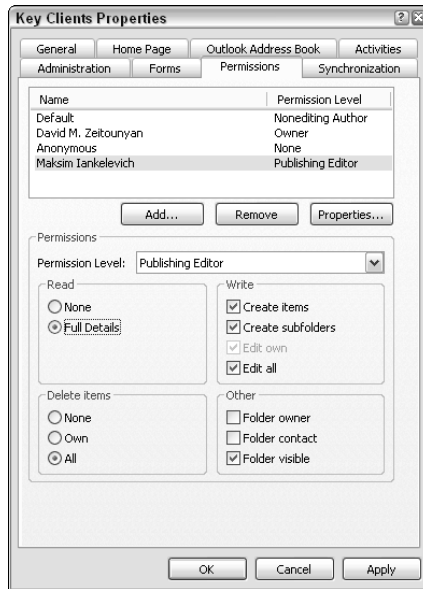 Key Clients Properties
General Home Page Outlook Address Book Activities
Administration Forms Permissions Synchronization
Name Permission Level
Default Nonediting Author
David M. Zeitounyan Owner
Anonymous None
Maksim Iankelevich Publishing Editor
Add... Remove Properties...
Permissions
Permission Level: Publishing Editor
Read Write
None Create items
Full Details Create subfolders
Edit own
Edit all
Delete items Other
None Folder owner
Own Folder contact
All Folder visible
OK Cancel Apply